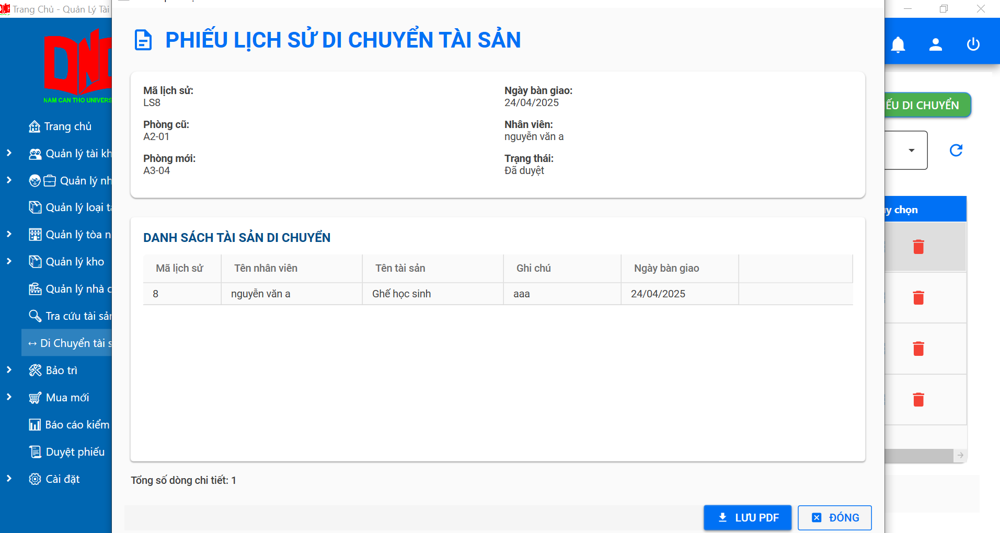 Trang Chủ - Quản Lý Tài
NAM CAN THO UNIVERS
Trang chủ
Quản lý tài kh
Quản lý nh
Quản lý loại tà
Quản lý tòa n
Quản lý kho
Quản lý nhà c
Tra cứu tài sản
Di Chuyển tài s
Bảo trì
Mua mới
Báo cáo kiểm
Duyệt phiếu
Cài đặt
PHIẾU LỊCH SỬ DI CHUYỂN TÀI SẢN
Mã lịch sử:
LS8
Phòng cũ:
A2-01
Phòng mới:
A3-04
Ngày bàn giao:
24/04/2025
Nhân viên:
nguyễn văn a
Trạng thái:
Đã duyệt
DANH SÁCH TÀI SẢN DI CHUYỂN
Mã lịch sử Tên nhân viên Tên tài sản Ghi chú Ngày bàn giao
8 nguyễn văn a Ghế học sinh aaa 24/04/2025
Tổng số dòng chi tiết: 1
LƯU PDF
ĐÓNG
ẾU DI CHUYỂN
y chọn